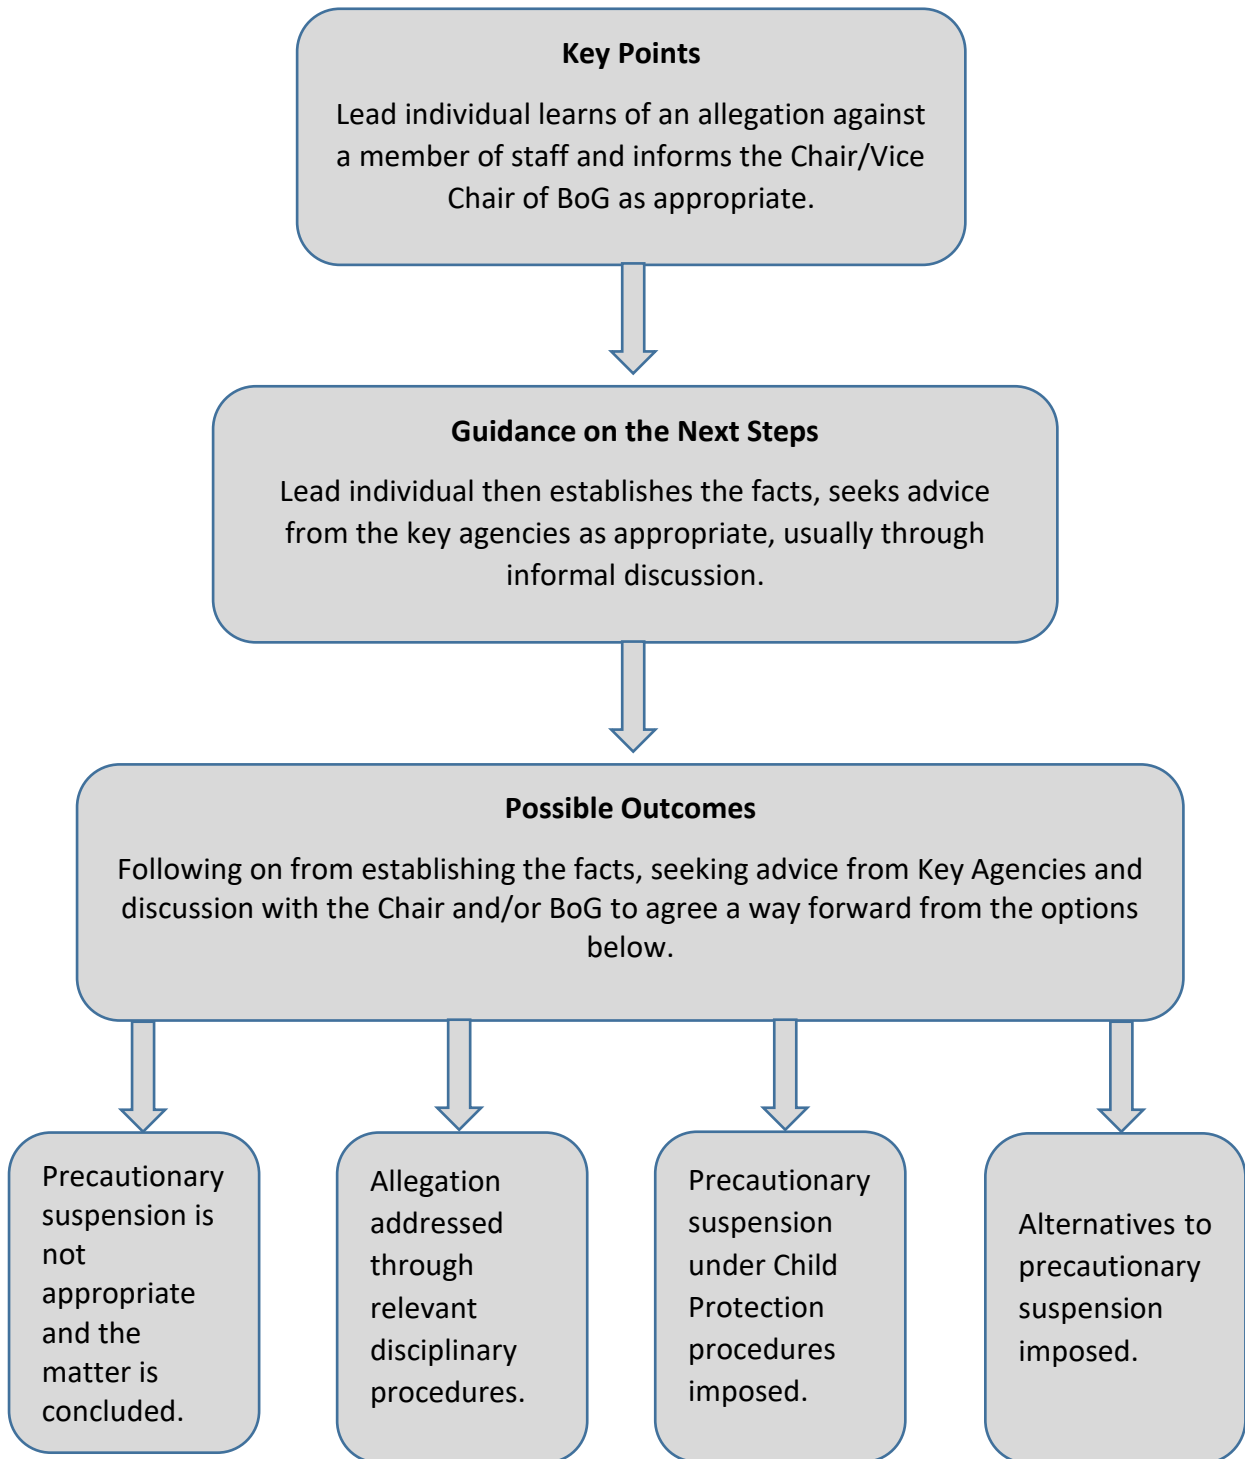 Key Points
Lead individual learns of an allegation against
a member of staff and informs the Chair/Vice
Chair of BoG as appropriate.
Guidance on the Next Steps
Lead individual then establishes the facts, seeks advice
from the key agencies as appropriate, usually through
informal discussion.
Possible Outcomes
Following on from establishing the facts, seeking advice from Key Agencies and
discussion with the Chair and/or BoG to agree a way forward from the options
below.
Precautionary
suspension is
not
appropriate
and the
matter is
concluded.
Allegation
addressed
through
relevant
disciplinary
procedures.
Precautionary
suspension
under Child
Protection
procedures
imposed.
Alternatives to
precautionary
suspension
imposed.